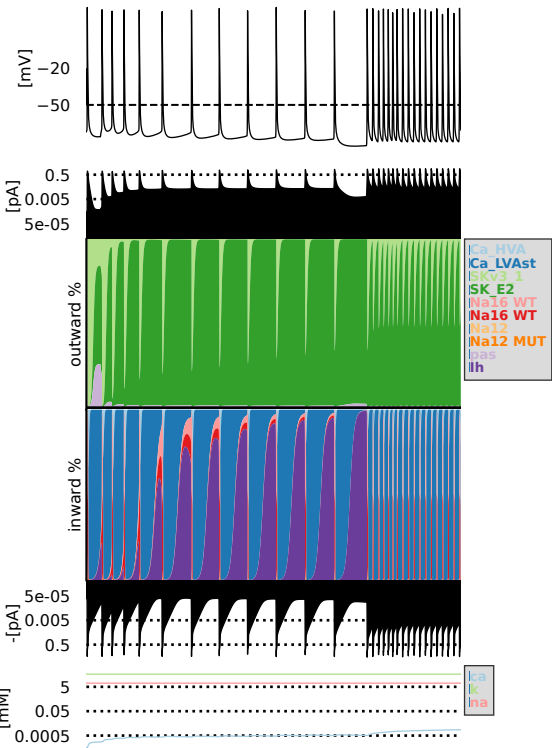 [mV]
−20
−50
[pA]
0.5
0.005
5e-05
outward %
|Ca_HVA
|Ca_LVAst
|SKv3_1
|SK_E2
|Na16 WT
|Na16 WT
|Na12
|Na12 MUT
|pas
|Ih
inward %
-[pA]
5e-05
0.005
0.5
[mM]
5
0.05
0.0005
|ca
|k
|na